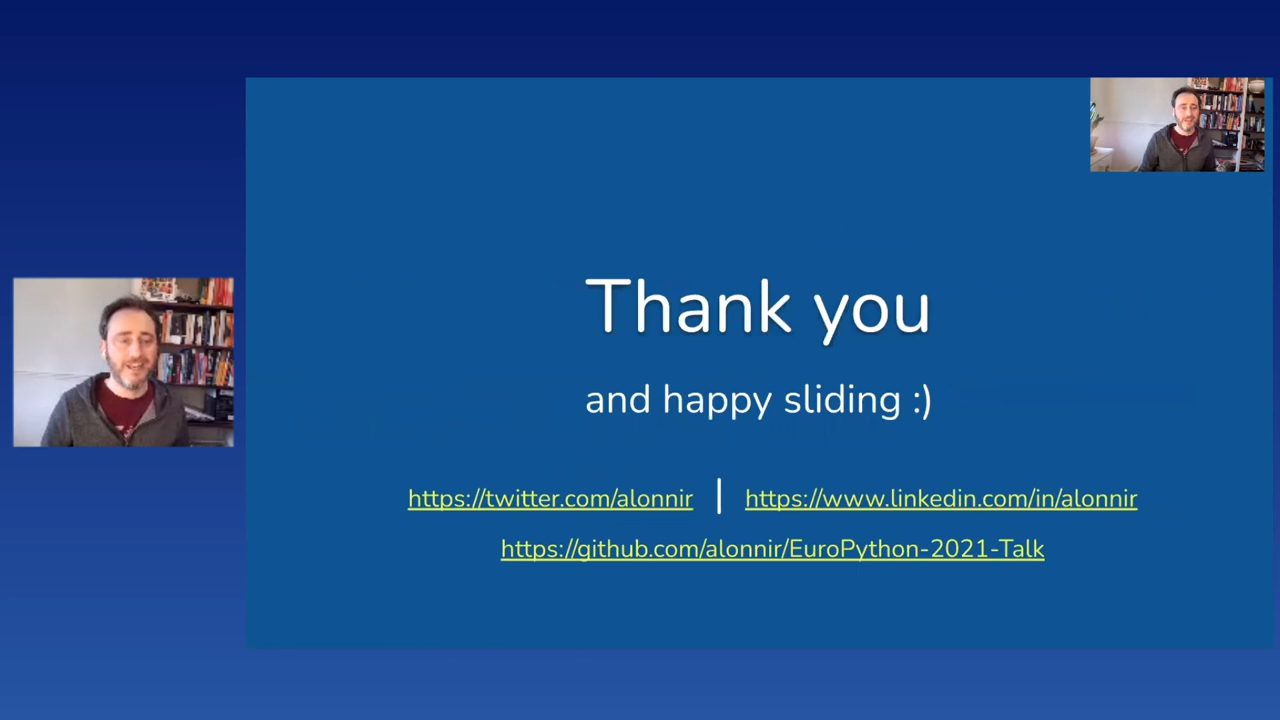 Thank you
and happy sliding :)
https://twitter.com/alonnir | https://www.linkedin.com/in/alonnir
https://github.com/alonnir/EuroPython-2021-Talk